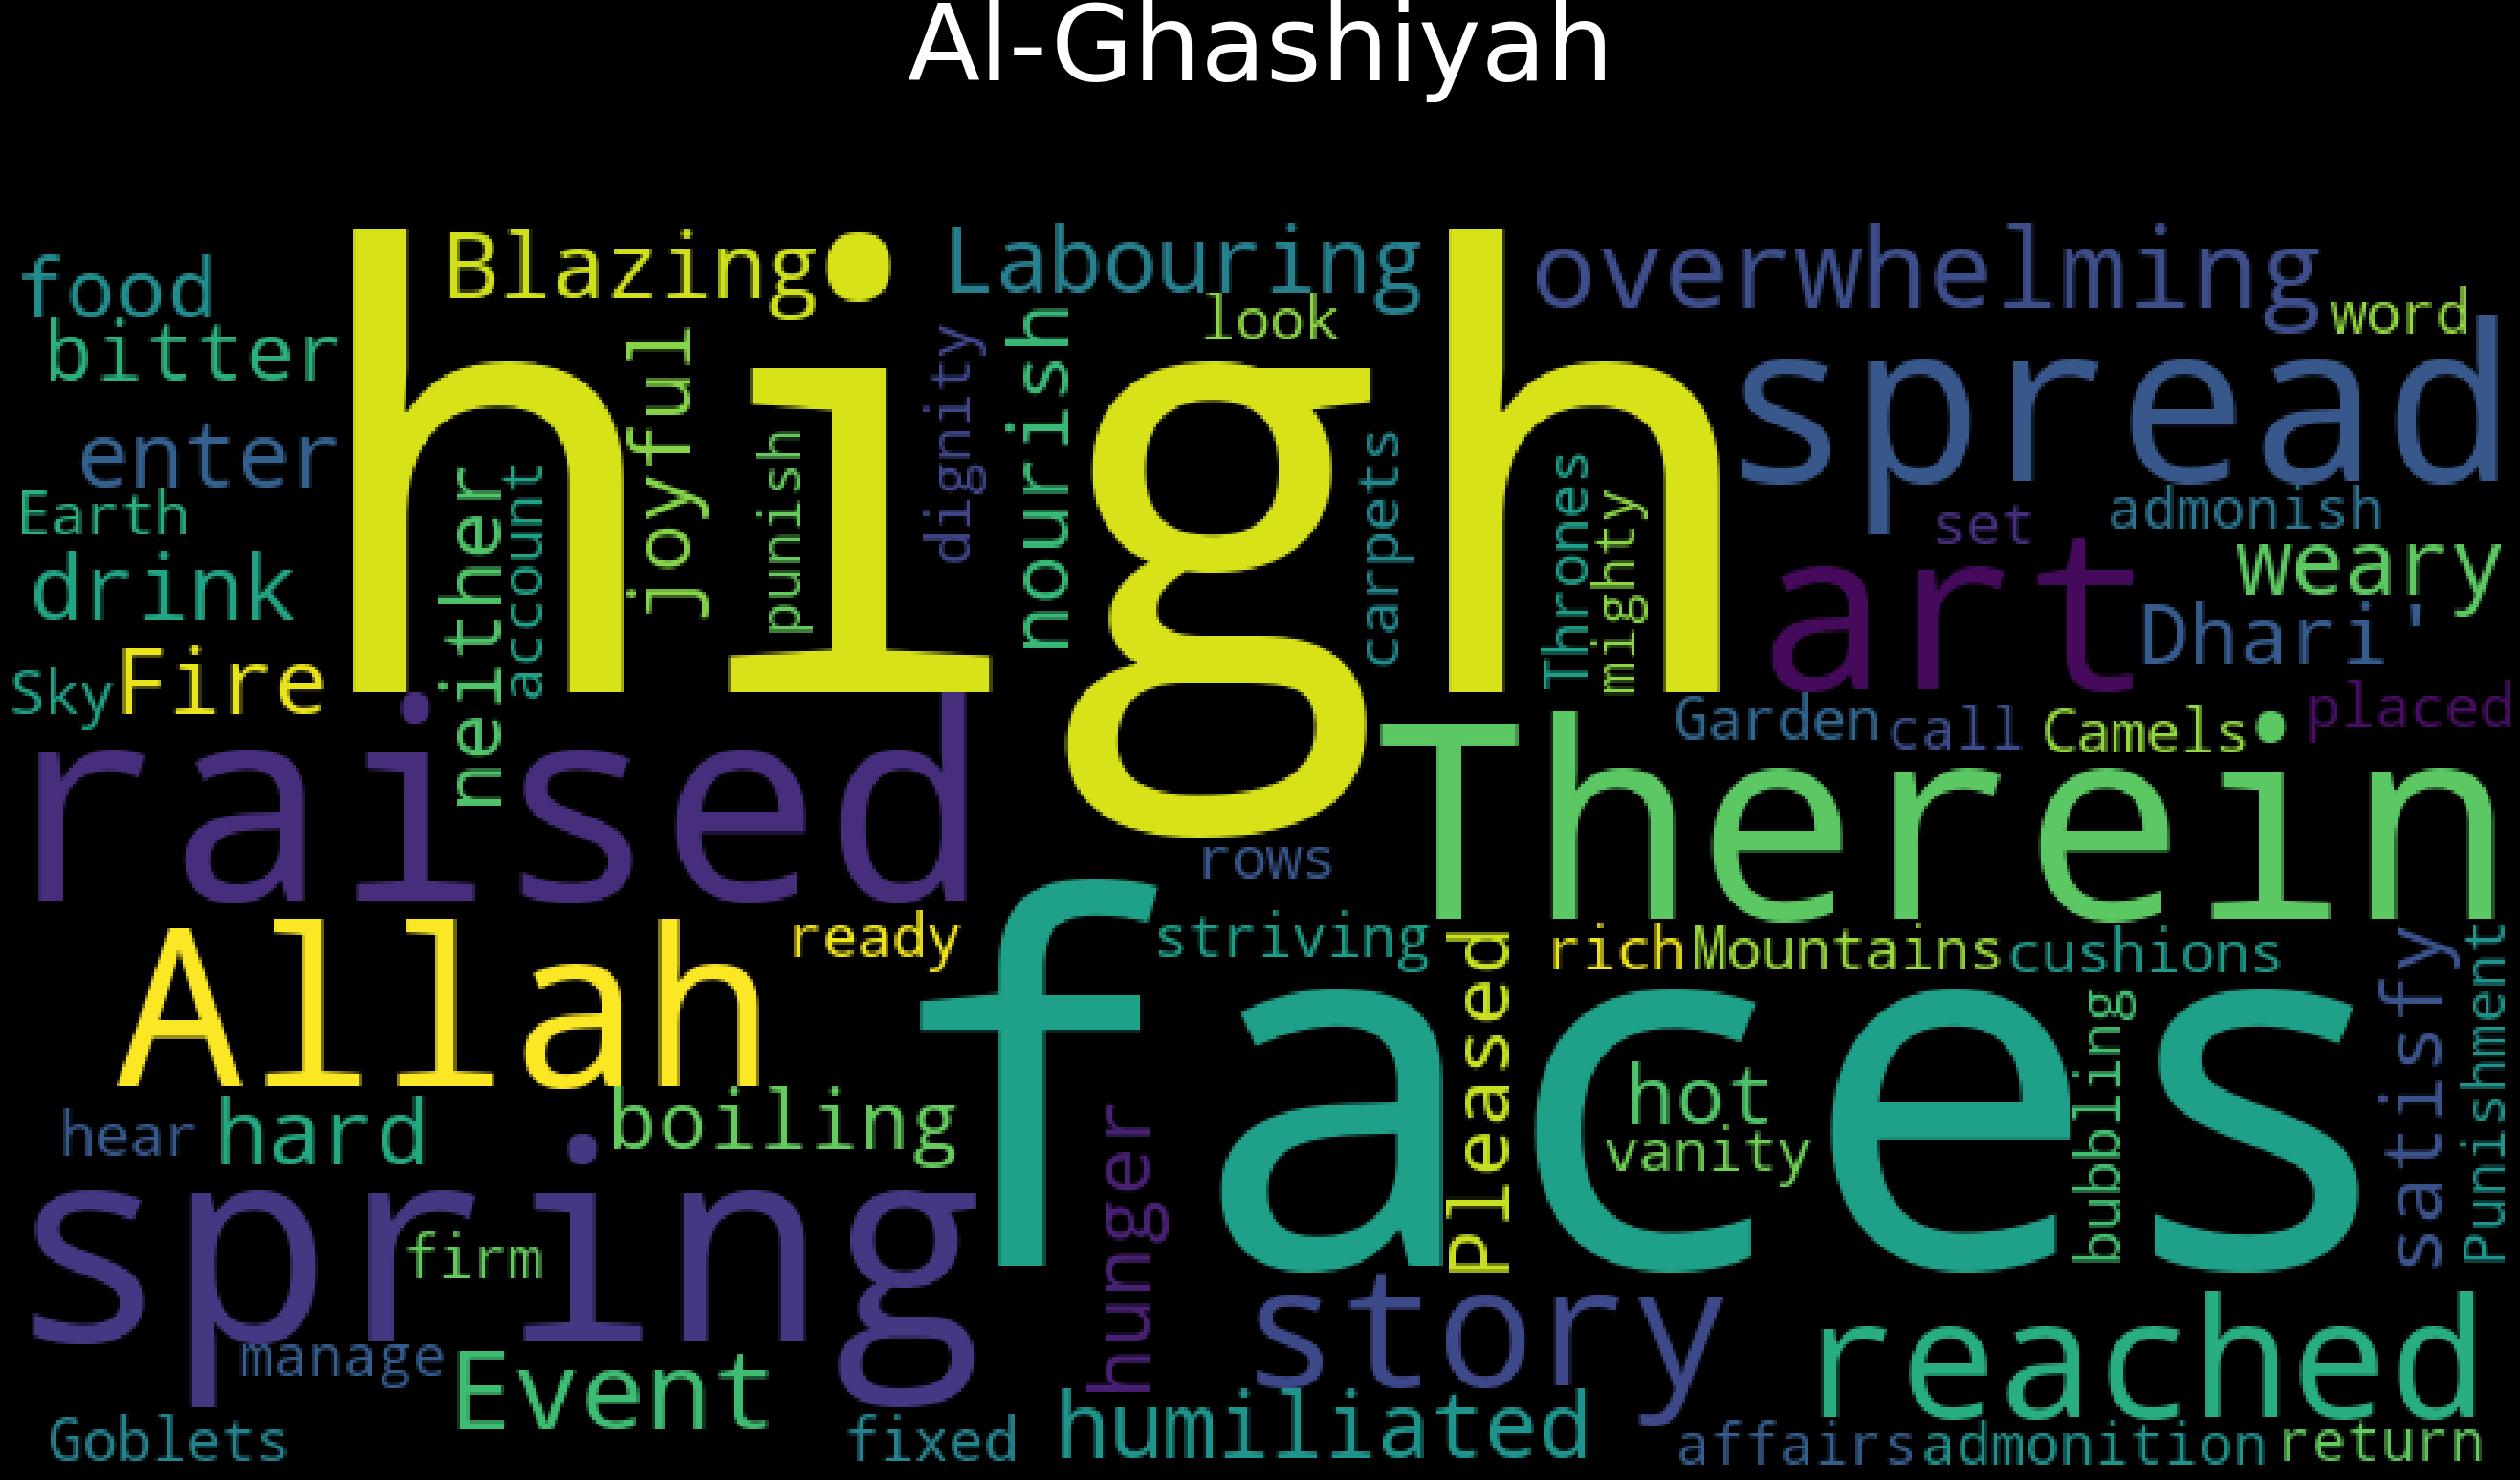 Al-Ghashiyah
food
bitter
Blazing
Labouring
look
overwhelming
word
high
joyful
dignity
nourish
spread
enter
Earth
drink
Sky
Fire
neither
account
punish
carpets
Thrones
mighty
set
admonish
weary
art
Dhari'
Garden
call
Camels
placed
raised
Therein
rows
Allah
ready
striving
rich
Mountains
cushions
faces
Pleased
hot
vanity
bubbling
satisfy
Punishment
hear
hard
boiling
spring
firm
hunger
manage
Event
story
reached
Goblets
fixed
humiliated
affairs
admonition
return